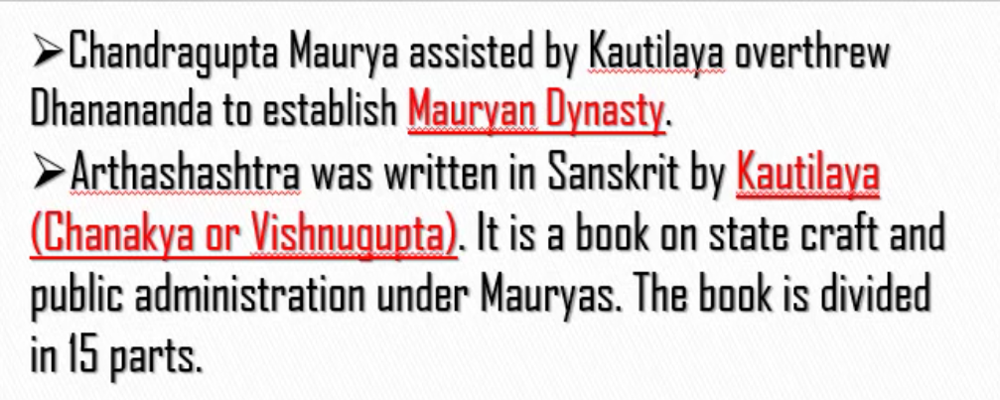 ➢Chandragupta Maurya assisted by Kautilaya overthrew
Dhanananda to establish Mauryan Dynasty.
➢Arthashashtra was written in Sanskrit by Kautilaya
(Chanakya or Vishnugupta). It is a book on state craft and
public administration under Mauryas. The book is divided
in 15 parts.